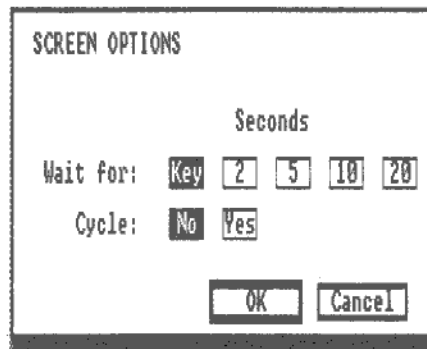 SCREEN OPTIONS
Seconds
Wait for: Key 2 5 10 20
Cycle: No Yes
OK Cancel